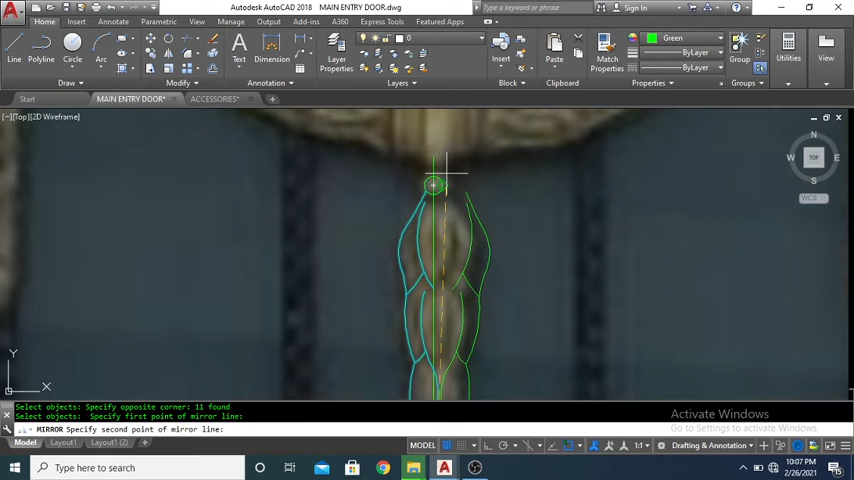 Autodesk AutoCAD 2018 MAIN ENTRY DOOR.dwg
Type a keyword or phrase
Sign In
Home Insert Annotate Parametric View Manage Output Add-ins A360 Express Tools Featured Apps
0
Green
ByLayer
ByLayer
Line Polyline Circle Arc Text Dimension Layer Properties Insert Paste Match Properties Group Utilities View
Draw Modify Annotation Layers Block Clipboard Properties Groups
Start MAIN ENTRY DOOR* ACCESSORIES*
[−][Top][2D Wireframe]
N
W TOP E
S
WCS
Y
X
Select objects: Specify opposite corner: 11 found
Select objects: Specify first point of mirror line:
MIRROR Specify second point of mirror line:
Activate Windows
Go to Settings to activate Windows.
Model Layout1 Layout1 (2)
MODEL 1:1 Drafting & Annotation
Type here to search
10:07 PM
2/26/2021
15